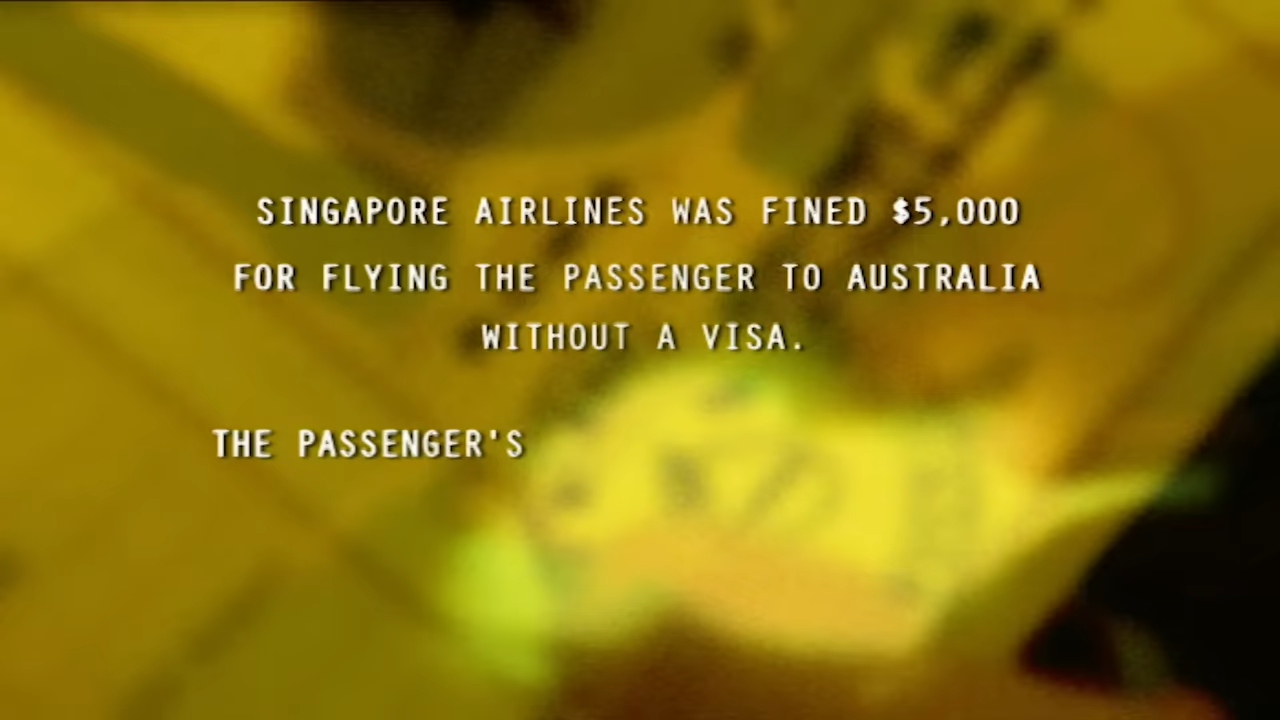 SINGAPORE AIRLINES WAS FINED $5,000
FOR FLYING THE PASSENGER TO AUSTRALIA
WITHOUT A VISA.
THE PASSENGER'S